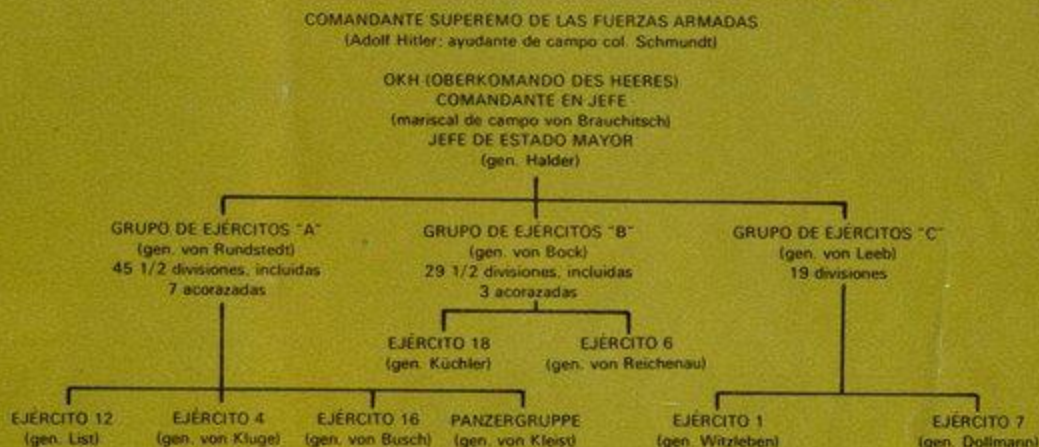 COMANDANTE SUPEREMO DE LAS FUERZAS ARMADAS
(Adolf Hitler: ayudante de campo col. Schmundt)
OKH (OBERKOMANDO DES HEERES)
COMANDANTE EN JEFE
(mariscal de campo von Brauchitsch)
JEFE DE ESTADO MAYOR
(gen. Halder)
GRUPO DE EJÉRCITOS "A"
(gen. von Rundstedt)
45 1/2 divisiones, incluidas
7 acorazadas
GRUPO DE EJÉRCITOS "B"
(gen. von Bock)
29 1/2 divisiones, incluidas
3 acorazadas
GRUPO DE EJÉRCITOS "C"
(gen. von Leeb)
19 divisiones
EJÉRCITO 18
(gen. Küchler)
EJÉRCITO 6
(gen. von Reichenau)
EJÉRCITO 12
(gen. List)
EJÉRCITO 4
(gen. von Kluge)
EJÉRCITO 16
(gen. von Busch)
PANZERGRUPPE
(gen. von Kleist)
EJÉRCITO 1
(gen. Witzleben)
EJÉRCITO 7
(gen. Dollmann)